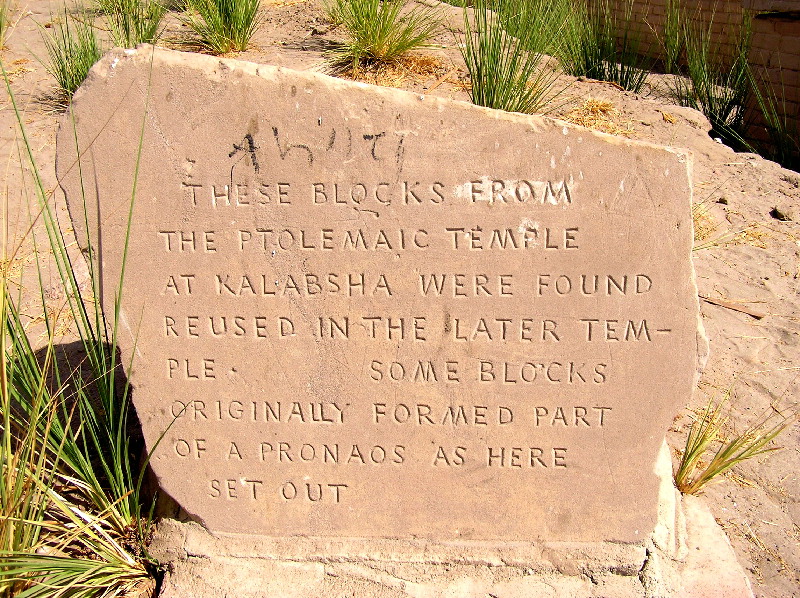 THESE BLOCKS FROM
THE PTOLEMAIC TEMPLE
AT KALABSHA WERE FOUND
REUSED IN THE LATER TEM-
PLE. SOME BLOCKS
ORIGINALLY FORMED PART
OF A PRONAOS AS HERE
SET OUT